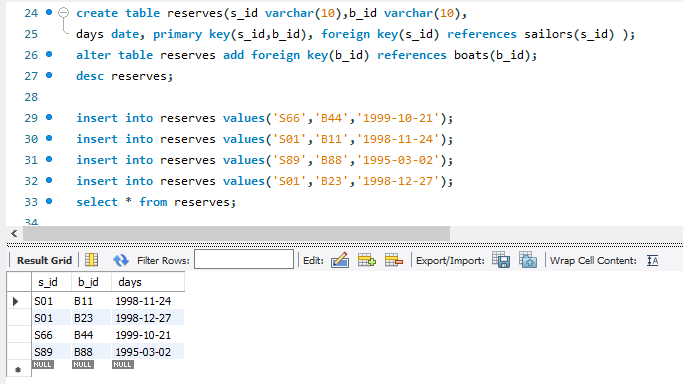 24 create table reserves(s_id varchar(10),b_id varchar(10),
25 days date, primary key(s_id,b_id), foreign key(s_id) references sailors(s_id) );
26 alter table reserves add foreign key(b_id) references boats(b_id);
27 desc reserves;
28
29 insert into reserves values('S66','B44','1999-10-21');
30 insert into reserves values('S01','B11','1998-11-24');
31 insert into reserves values('S89','B88','1995-03-02');
32 insert into reserves values('S01','B23','1998-12-27');
33 select * from reserves;
34
Result Grid Filter Rows: Edit: Export/Import: Wrap Cell Content: IA
s_id b_id days
S01 B11 1998-11-24
S01 B23 1998-12-27
S66 B44 1999-10-21
S89 B88 1995-03-02
NULL NULL NULL